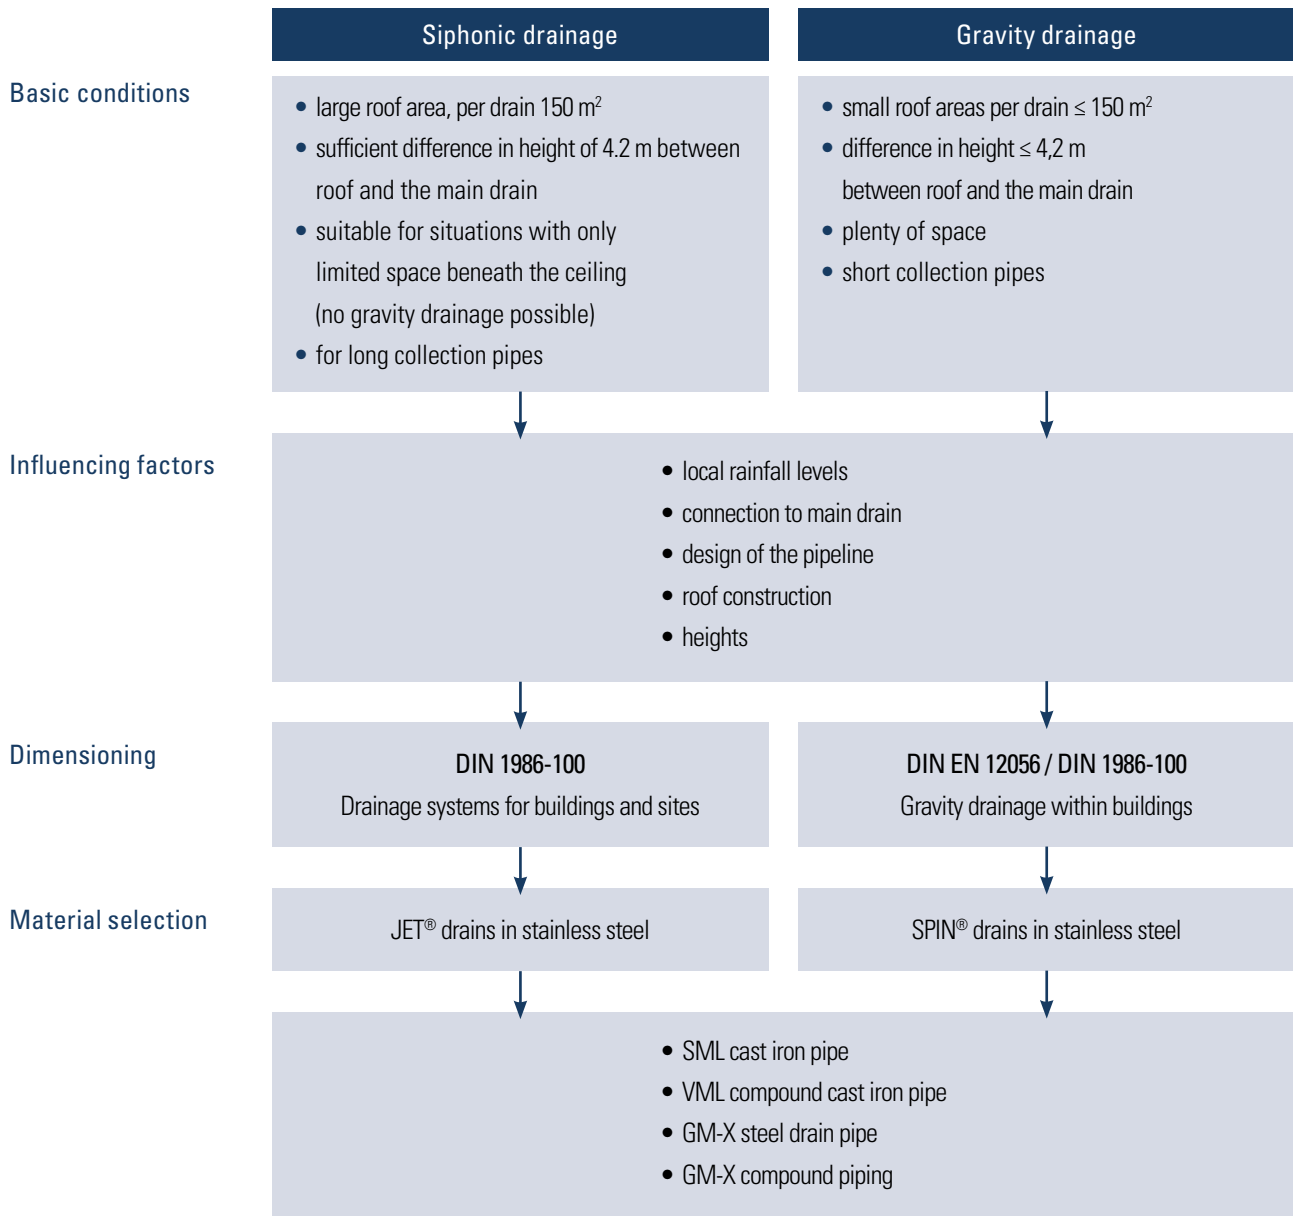 Siphonic drainage
Gravity drainage
Basic conditions
• large roof area, per drain 150 m²
• sufficient difference in height of 4.2 m between
roof and the main drain
• suitable for situations with only
limited space beneath the ceiling
(no gravity drainage possible)
• for long collection pipes
• small roof areas per drain ≤ 150 m²
• difference in height ≤ 4,2 m
between roof and the main drain
• plenty of space
• short collection pipes
Influencing factors
• local rainfall levels
• connection to main drain
• design of the pipeline
• roof construction
• heights
Dimensioning
DIN 1986-100
Drainage systems for buildings and sites
DIN EN 12056 / DIN 1986-100
Gravity drainage within buildings
Material selection
JET® drains in stainless steel
SPIN® drains in stainless steel
• SML cast iron pipe
• VML compound cast iron pipe
• GM-X steel drain pipe
• GM-X compound piping